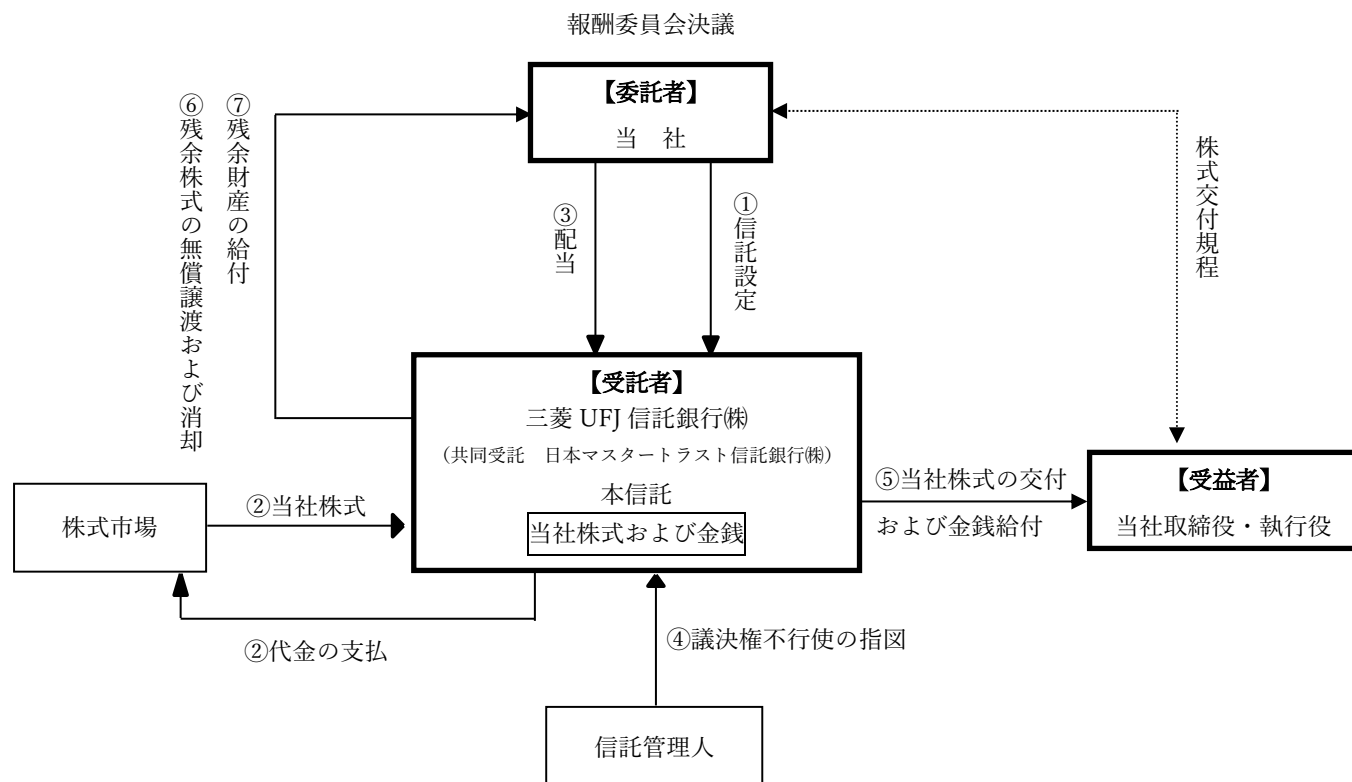 報酬委員会決議
【委託者】
当　社
⑦残余財産の給付
⑥残余株式の無償譲渡および消却
③配当
①信託設定
株式交付規程
【受託者】
三菱 UFJ 信託銀行㈱
（共同受託　日本マスタートラスト信託銀行㈱）
本信託
当社株式および金銭
株式市場
②当社株式
②代金の支払
⑤当社株式の交付
および金銭給付
【受益者】
当社取締役・執行役
④議決権不行使の指図
信託管理人